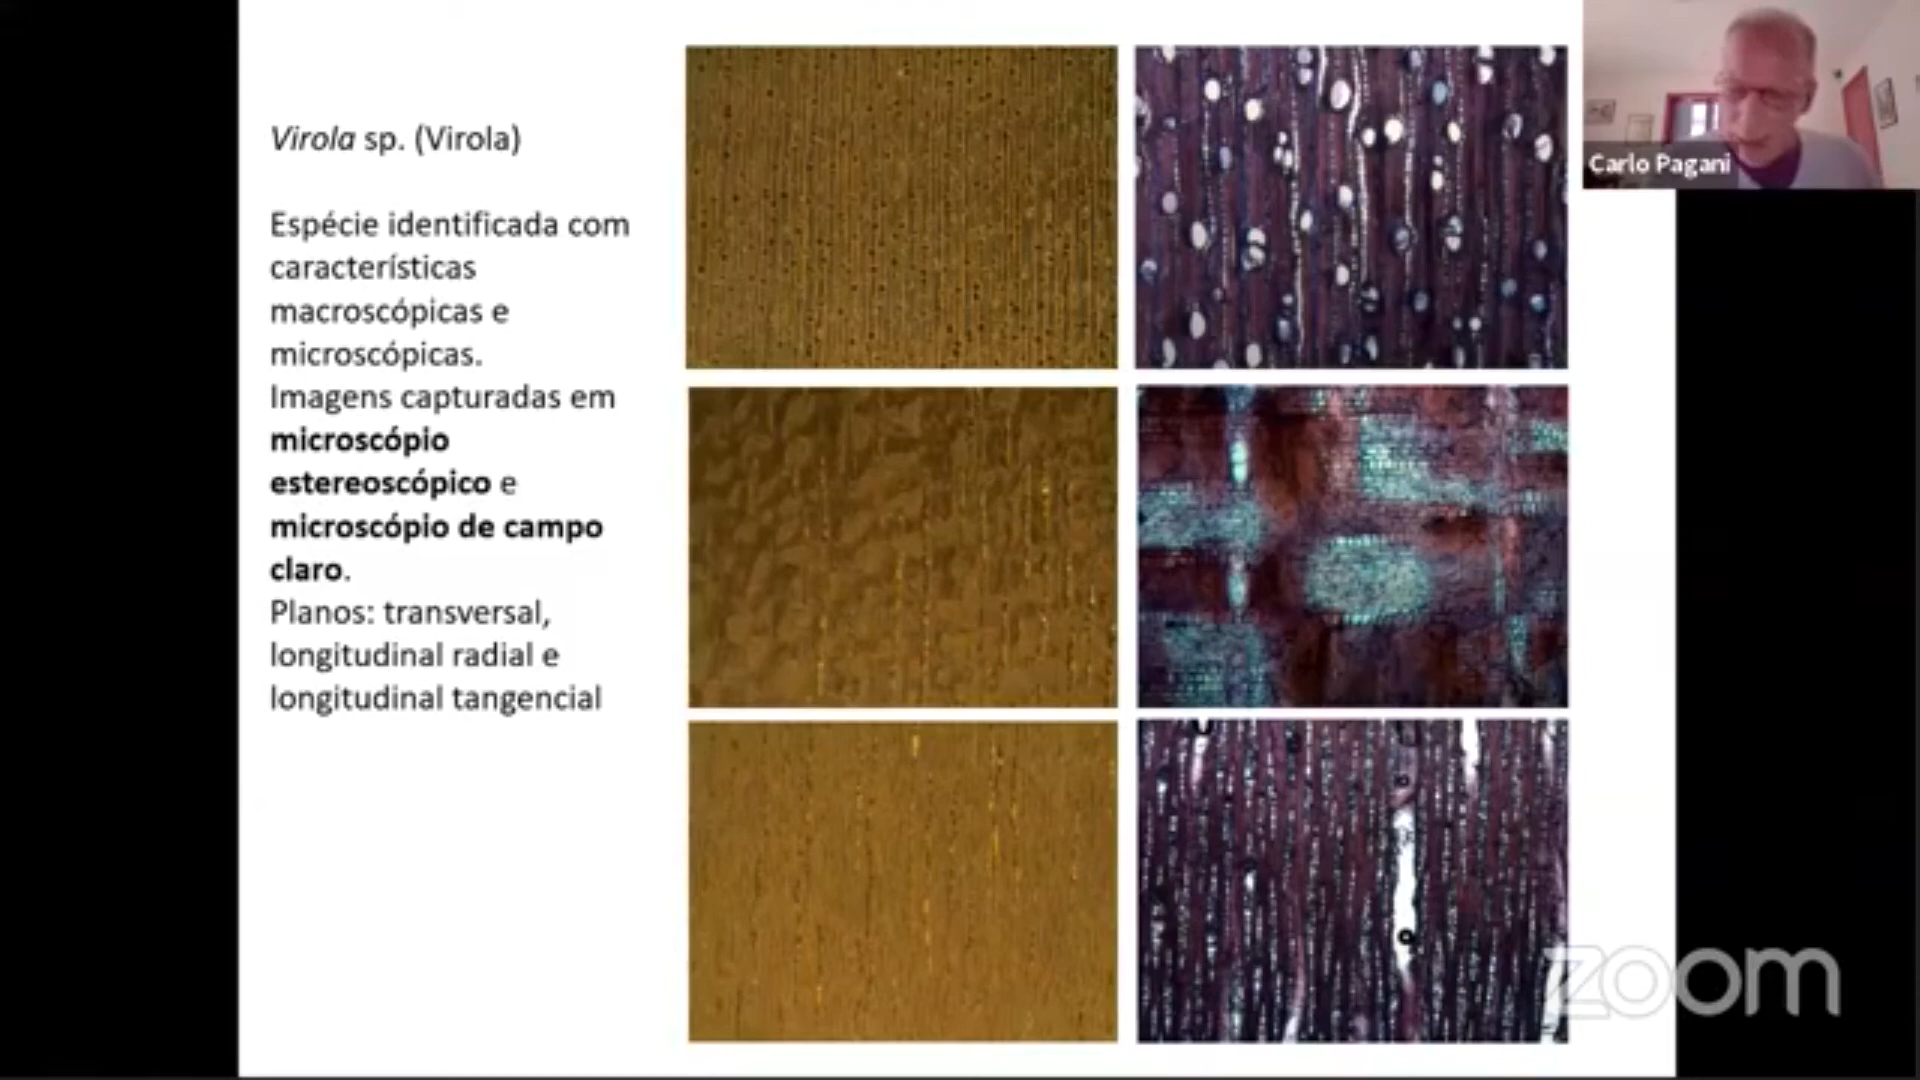 Virola sp. (Virola)
Espécie identificada com
características
macroscópicas e
microscópicas.
Imagens capturadas em
microscópio
estereoscópico e
microscópio de campo
claro.
Planos: transversal,
longitudinal radial e
longitudinal tangencial
Carlo Pagani
zoom